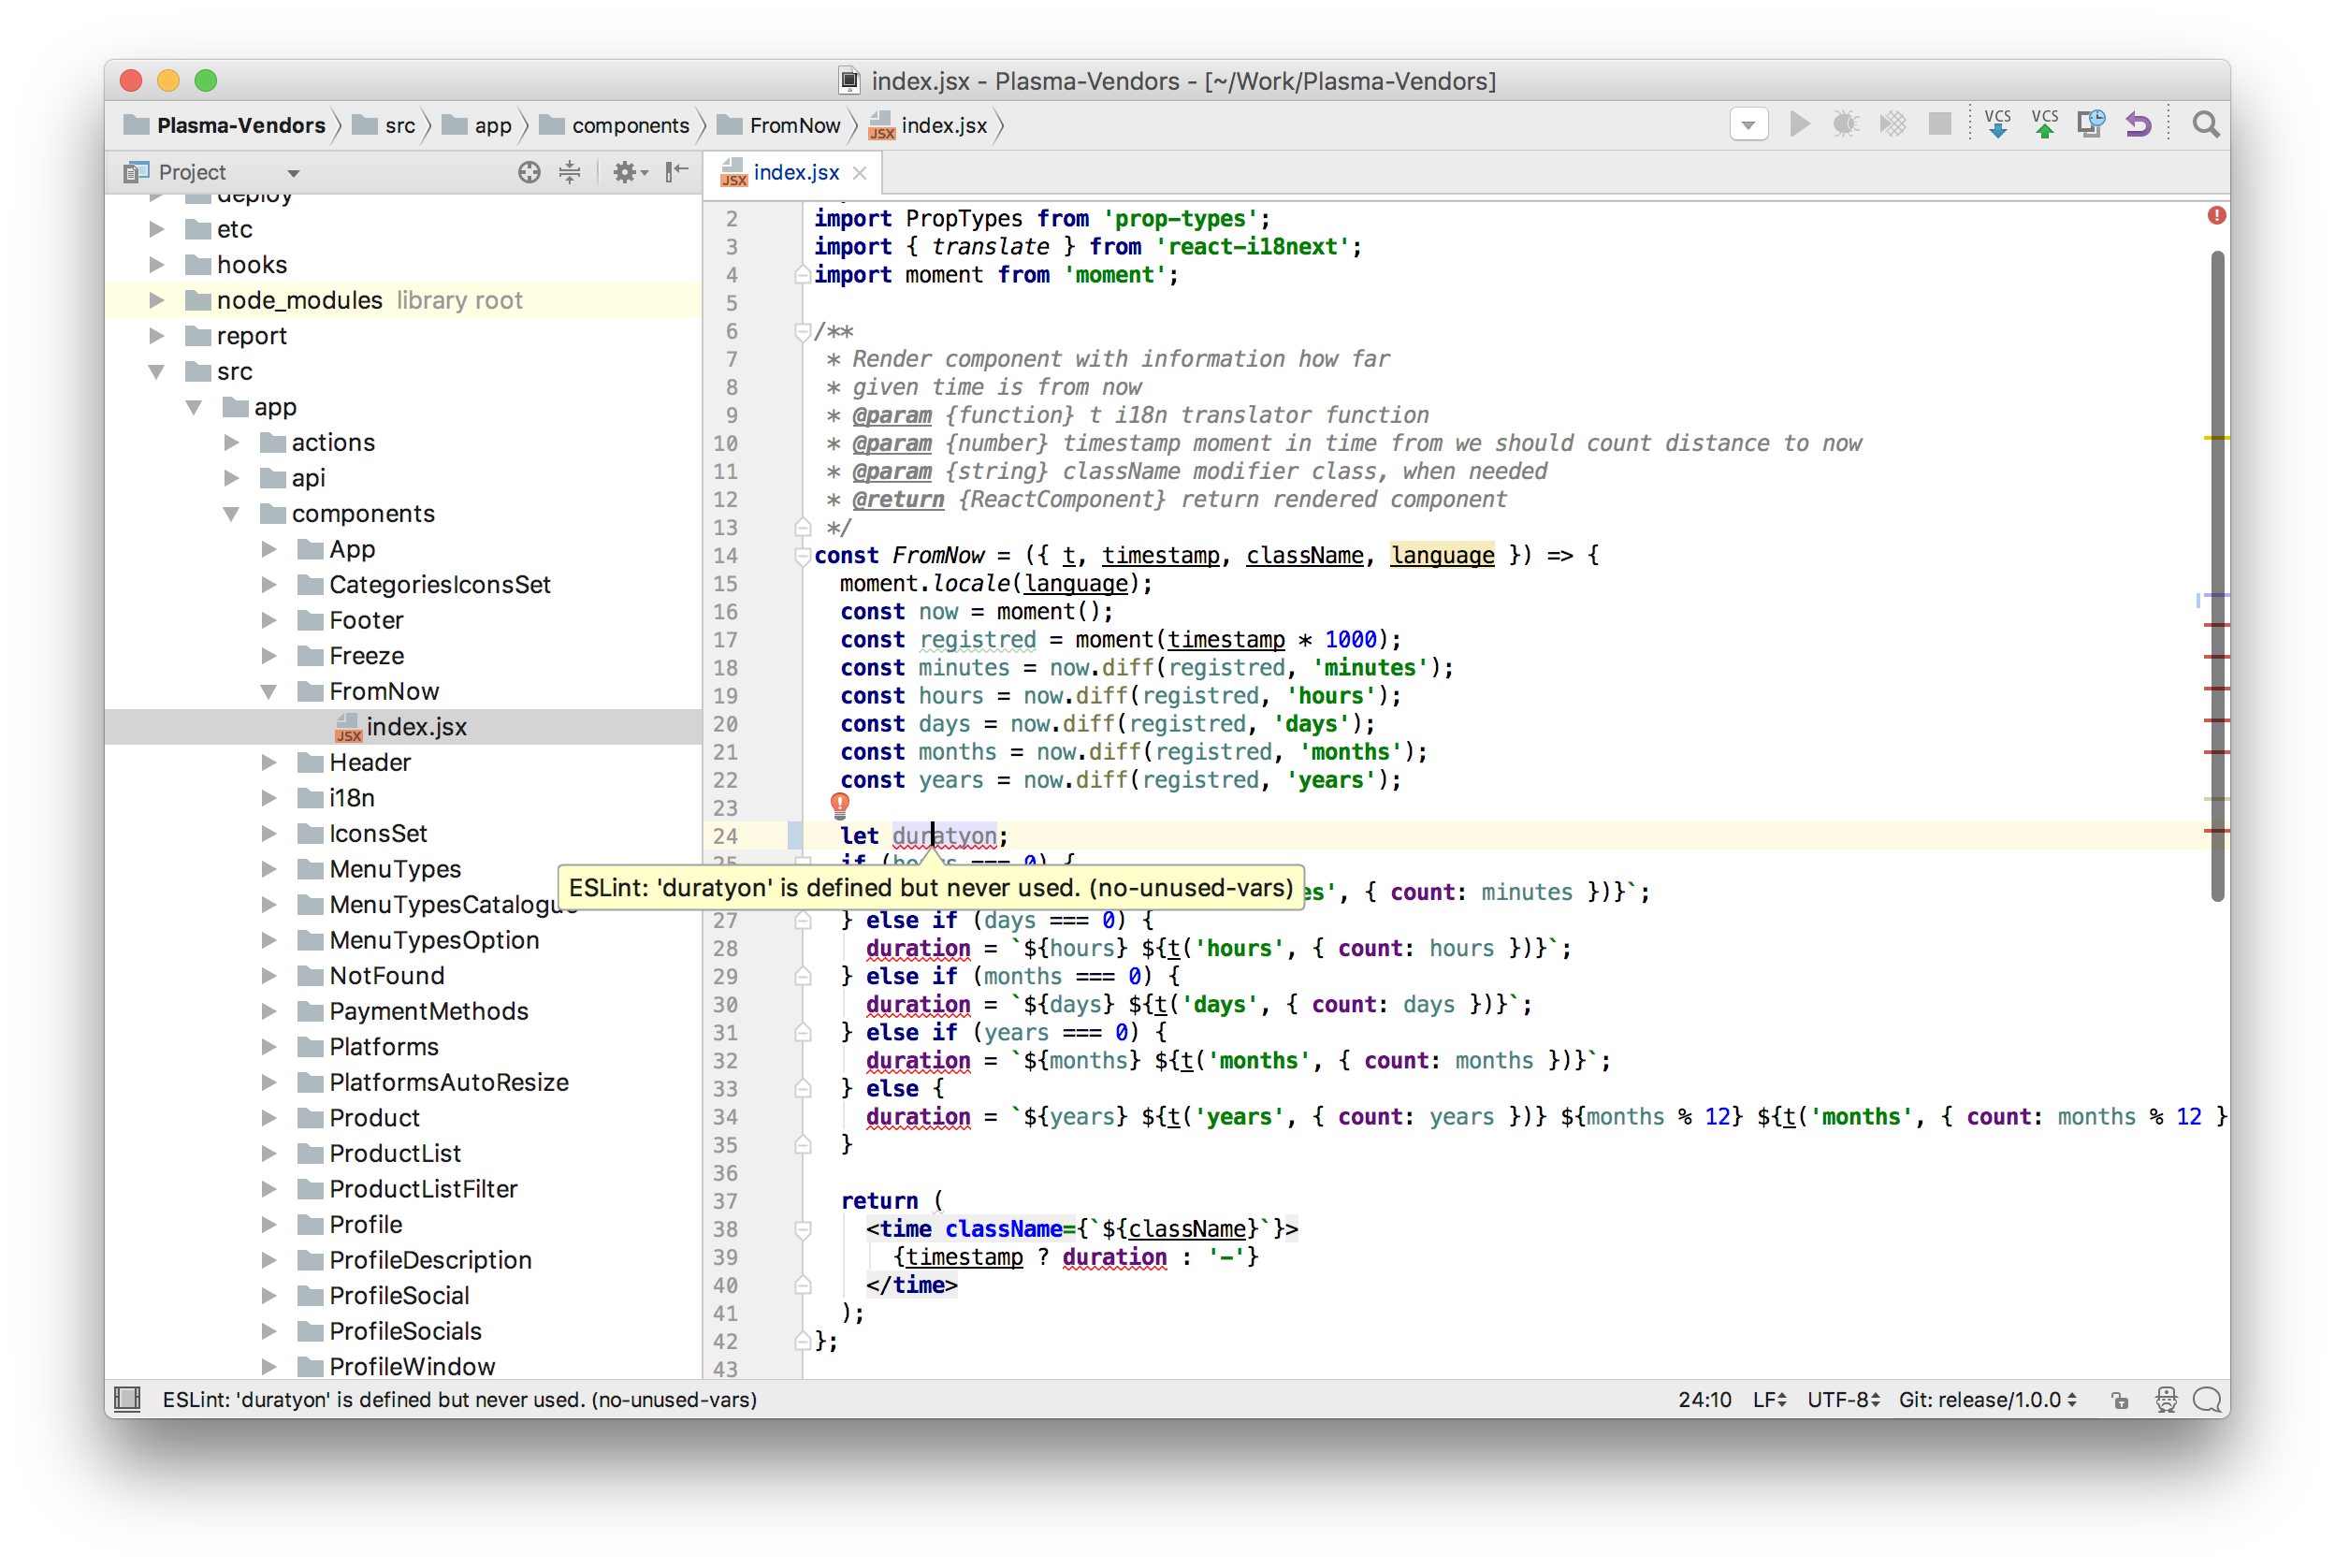 index.jsx - Plasma-Vendors - [~/Work/Plasma-Vendors]
Plasma-Vendors src app components FromNow JSX index.jsx VCS VCS
Project
JSX index.jsx
deploy
etc
hooks
node_modules library root
report
src
app
actions
api
components
App
CategoriesIconsSet
Footer
Freeze
FromNow
JSX index.jsx
Header
i18n
IconsSet
MenuTypes
MenuTypesCatalogue
MenuTypesOption
NotFound
PaymentMethods
Platforms
PlatformsAutoResize
Product
ProductList
ProductListFilter
Profile
ProfileDescription
ProfileSocial
ProfileSocials
ProfileWindow
2 import PropTypes from 'prop-types';
3 import { translate } from 'react-i18next';
4 import moment from 'moment';
5
6 /**
7 * Render component with information how far
8 * given time is from now
9 * @param {function} t i18n translator function
10 * @param {number} timestamp moment in time from we should count distance to now
11 * @param {string} className modifier class, when needed
12 * @return {ReactComponent} return rendered component
13 */
14 const FromNow = ({ t, timestamp, className, language }) => {
15 moment.locale(language);
16 const now = moment();
17 const registred = moment(timestamp * 1000);
18 const minutes = now.diff(registred, 'minutes');
19 const hours = now.diff(registred, 'hours');
20 const days = now.diff(registred, 'days');
21 const months = now.diff(registred, 'months');
22 const years = now.diff(registred, 'years');
23
24 let duratyon;
25 if (hours === 0) {
ESLint: 'duratyon' is defined but never used. (no-unused-vars)
es', { count: minutes })}`;
27 } else if (days === 0) {
28 duration = `${hours} ${t('hours', { count: hours })}`;
29 } else if (months === 0) {
30 duration = `${days} ${t('days', { count: days })}`;
31 } else if (years === 0) {
32 duration = `${months} ${t('months', { count: months })}`;
33 } else {
34 duration = `${years} ${t('years', { count: years })} ${months % 12} ${t('months', { count: months % 12 }
35 }
36
37 return (
38 <time className={`${className}`}>
39 {timestamp ? duration : '-'}
40 </time>
41 );
42 };
43
ESLint: 'duratyon' is defined but never used. (no-unused-vars)
24:10 LF UTF-8 Git: release/1.0.0